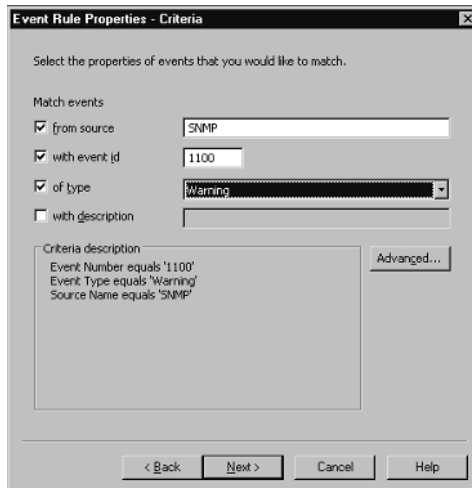 Event Rule Properties - Criteria
Select the properties of events that you would like to match.
Match events
from source
SNMP
with event id
1100
of type
Warning
with description
Criteria description
Event Number equals '1100'
Event Type equals 'Warning'
Source Name equals 'SNMP'
Advanced...
< Back
Next >
Cancel
Help